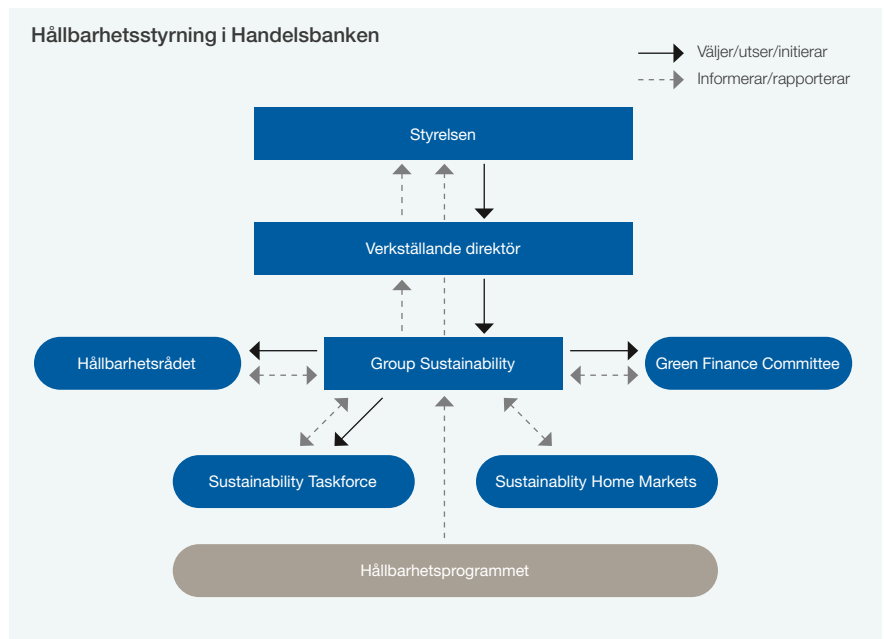 Hållbarhetsstyrning i Handelsbanken
Väljer/utser/initierar
Informerar/rapporterar
Styrelsen
Verkställande direktör
Hållbarhetsrådet
Group Sustainability
Green Finance Committee
Sustainability Taskforce
Sustainablity Home Markets
Hållbarhetsprogrammet